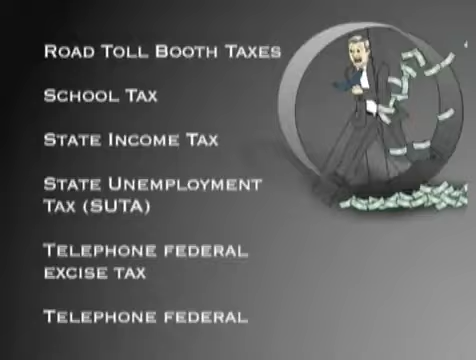 Road Toll Booth Taxes
School Tax
State Income Tax
State Unemployment
Tax (SUTA)
Telephone federal
excise tax
Telephone federal